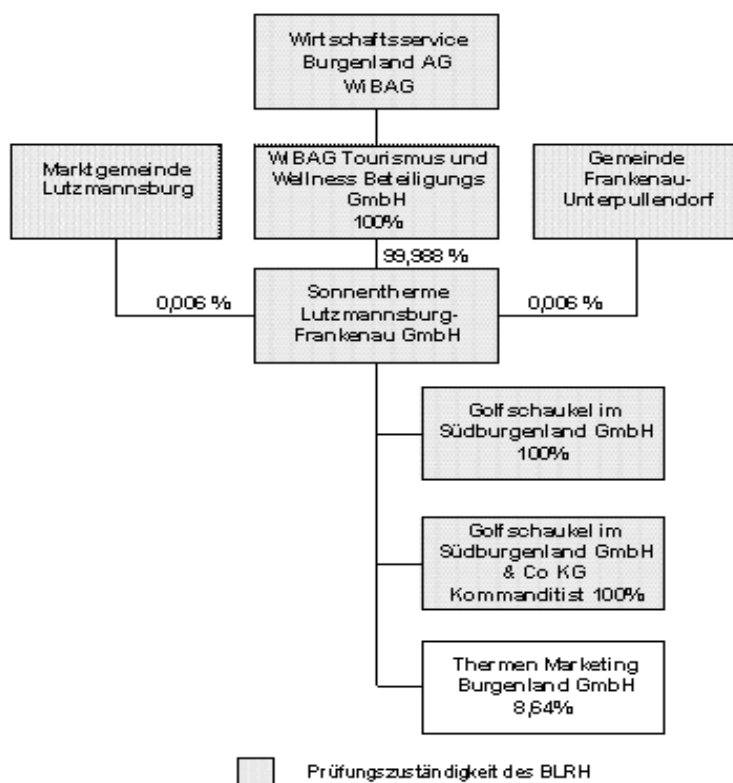 Wirtschaftsservice
Burgenland AG
WiBAG
Marktgemeinde
Lutzmannsburg
WiBAG Tourismus und
Wellness Beteiligungs
GmbH
100%
Gemeinde
Frankenau-
Unterpullendorf
99,988 %
0,006 %
Sonnentherme
Lutzmannsburg-
Frankenau GmbH
0,006 %
Golfschaukel im
Südburgenland GmbH
100%
Golfschaukel im
Südburgenland GmbH
& Co KG
Kommanditist 100%
Thermen Marketing
Burgenland GmbH
8,64%
Prüfungszuständigkeit des BLRH